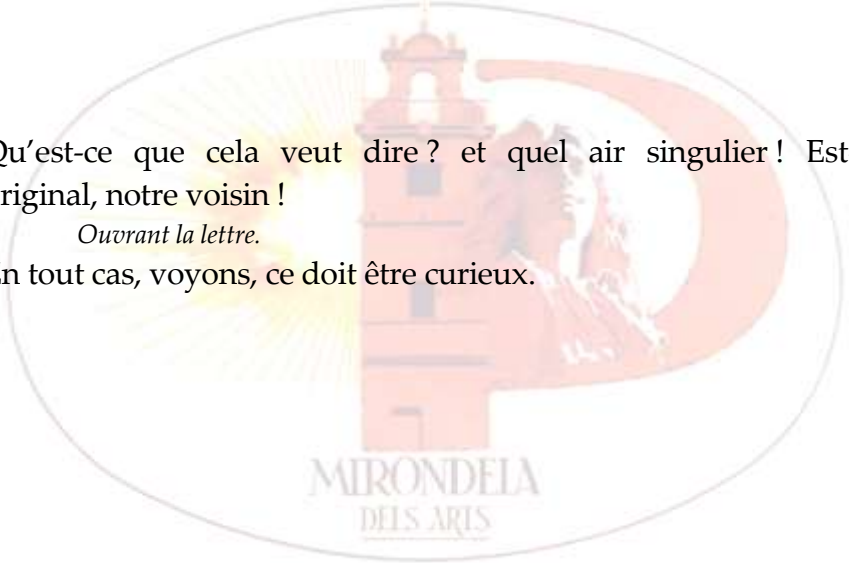 Qu’est-ce que cela veut dire ? et quel air singulier ! Est
riginal, notre voisin !
Ouvrant la lettre.
En tout cas, voyons, ce doit être curieux.
MIRONDELA
DELS ARTS